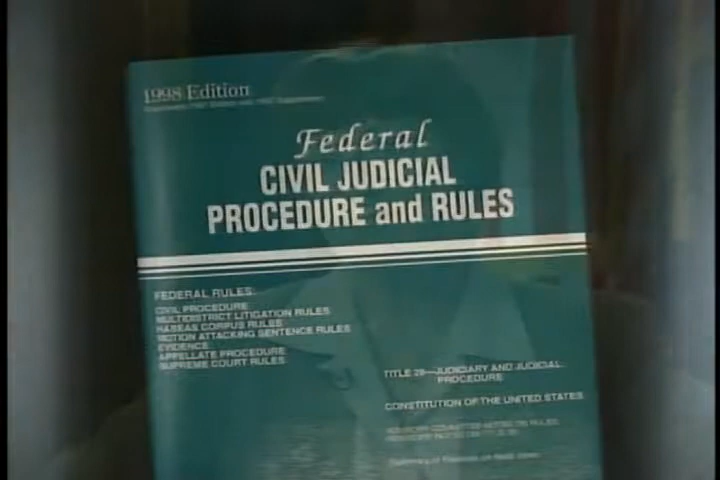 1998 Edition
Federal
CIVIL JUDICIAL
PROCEDURE and RULES
FEDERAL RULES:
CIVIL PROCEDURE
MULTIDISTRICT LITIGATION RULES
HABEAS CORPUS RULES
MOTION ATTACKING SENTENCE RULES
EVIDENCE
APPELLATE PROCEDURE
SUPREME COURT RULES
TITLE 28—JUDICIARY AND JUDICIAL
PROCEDURE
CONSTITUTION OF THE UNITED STATES